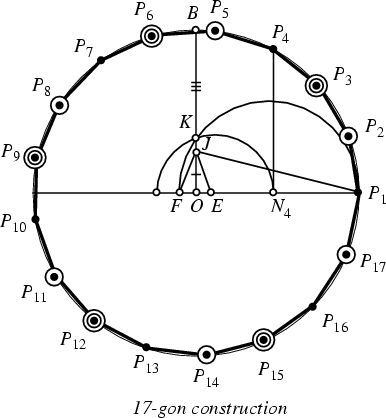 P6 B P5
P7 P4
P8 P3
P9 K P2
J
F O E N4 P1
P10
P11 P17
P12 P16
P13 P14 P15
17-gon construction